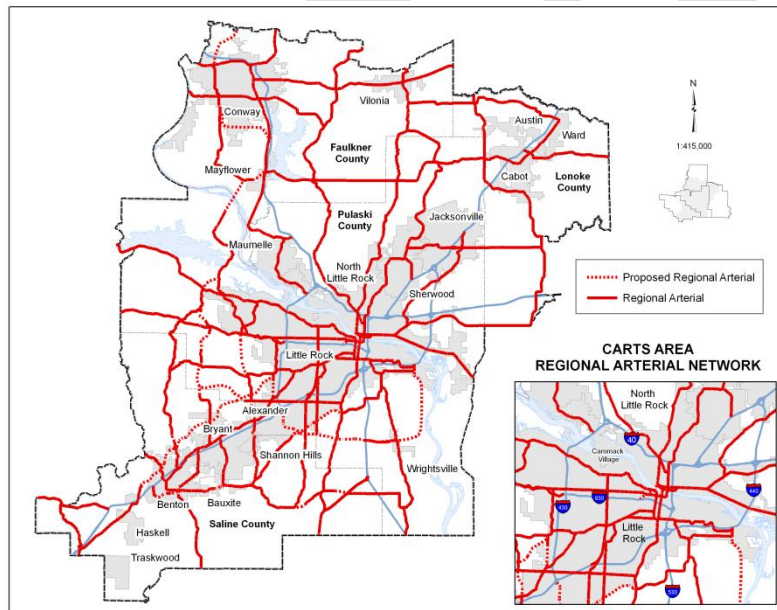 Conway
Vilonia
Austin
Ward
Faulkner
County
Cabot
Lonoke
County
Mayflower
Pulaski
County
Jacksonville
Maumelle
North
Little Rock
Sherwood
Little Rock
Alexander
Bryant
Shannon Hills
Wrightsville
Benton
Bauxite
Saline County
Haskell
Traskwood
N
1:415,000
Proposed Regional Arterial
Regional Arterial
CARTS AREA
REGIONAL ARTERIAL NETWORK
North
Little Rock
40
Cammack
Village
430
630
440
Little
Rock
530